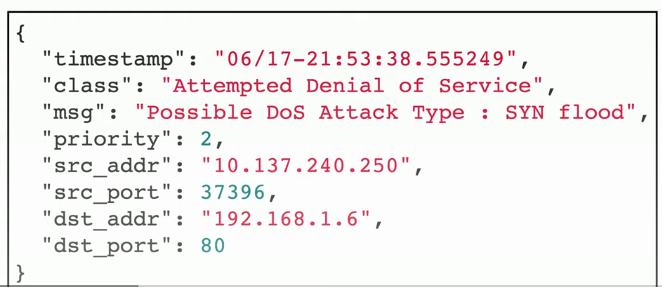 {
"timestamp": "06/17-21:53:38.555249",
"class": "Attempted Denial of Service",
"msg": "Possible DoS Attack Type : SYN flood",
"priority": 2,
"src_addr": "10.137.240.250",
"src_port": 37396,
"dst_addr": "192.168.1.6",
"dst_port": 80
}